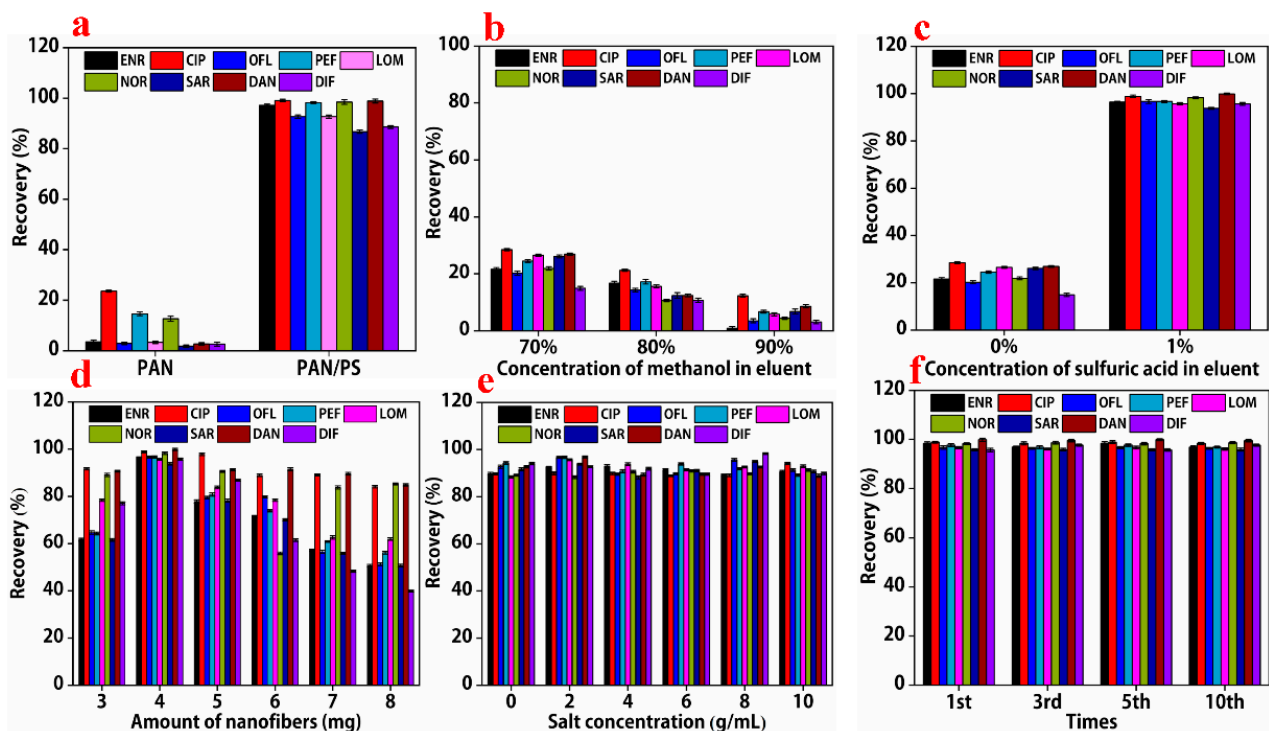 a
Recovery (%)
120
100
80
60
40
20
0
ENR CIP OFL PEF LOM
NOR SAR DAN DIF
PAN PAN/PS
b
Recovery (%)
100
80
60
40
20
0
ENR CIP OFL PEF LOM
NOR SAR DAN DIF
70% 80% 90%
Concentration of methanol in eluent
c
Recovery (%)
120
100
80
60
40
20
0
ENR CIP OFL PEF LOM
NOR SAR DAN DIF
0% 1%
Concentration of sulfuric acid in eluent
d
Recovery (%)
120
100
80
60
40
20
0
ENR CIP OFL PEF LOM
NOR SAR DAN DIF
3 4 5 6 7 8
Amount of nanofibers (mg)
e
Recovery (%)
120
100
80
60
40
20
0
ENR CIP OFL PEF LOM
NOR SAR DAN DIF
0 2 4 6 8 10
Salt concentration (g/mL)
f
Recovery (%)
120
100
80
60
40
20
0
ENR CIP OFL PEF LOM
NOR SAR DAN DIF
1st 3rd 5th 10th
Times